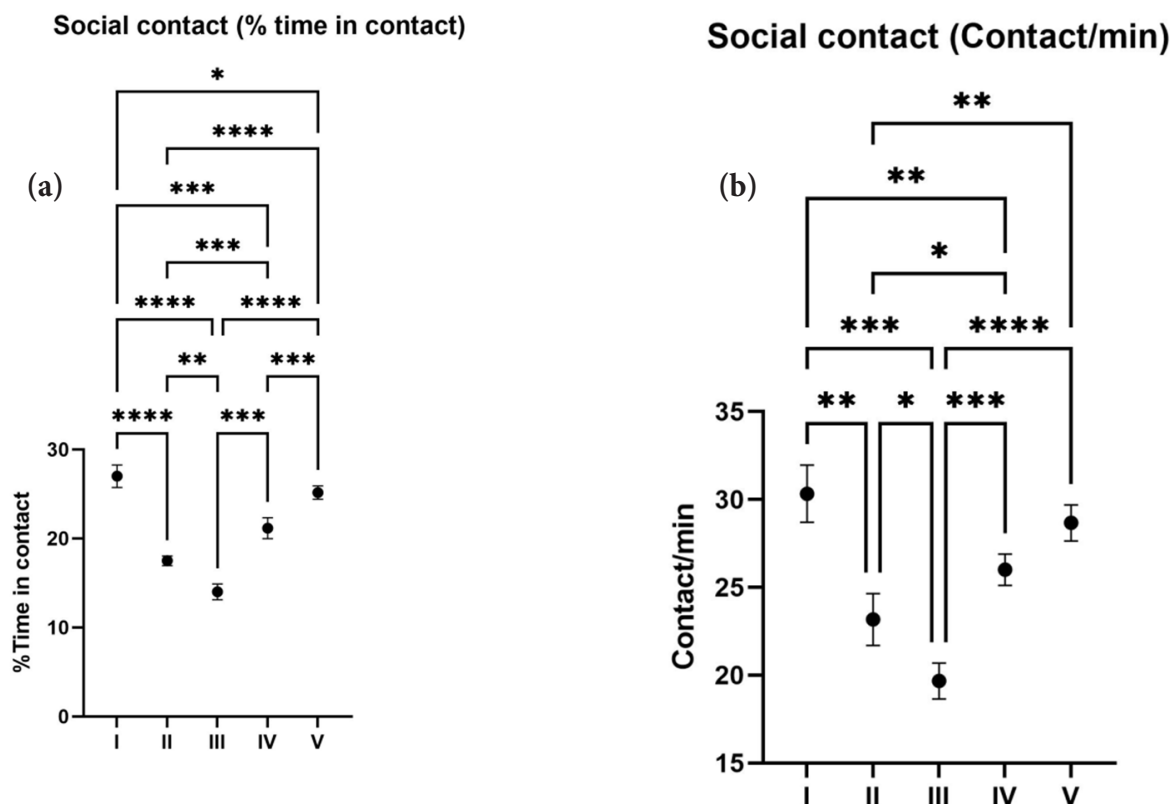 Social contact (% time in contact)
*
****
(a)
***
***
**** ****
** ***
**** ***
30
20
10
0
%Time in contact
I II III IV V
Social contact (Contact/min)
**
(b)
**
*
*** ****
** * ***
35
30
25
20
15
Contact/min
I II III IV V